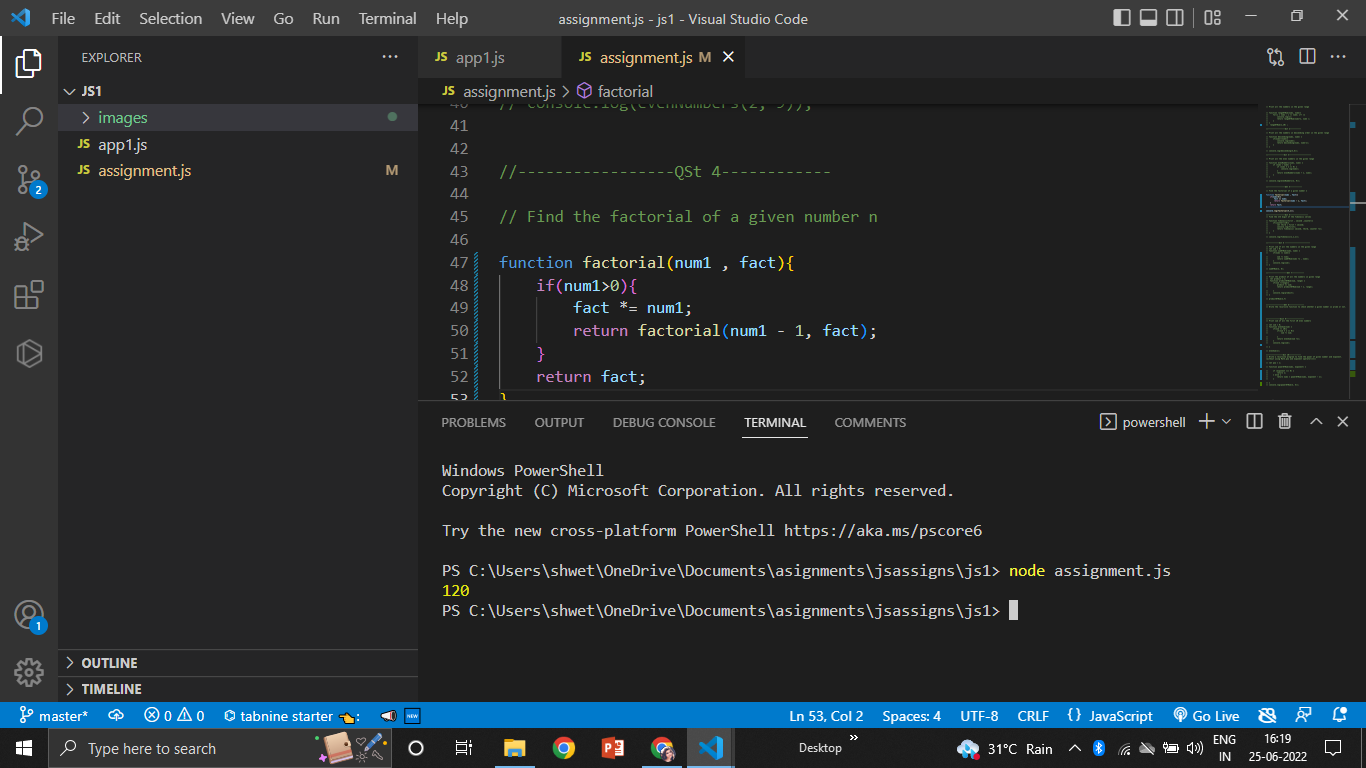 File Edit Selection View Go Run Terminal Help
assignment.js - js1 - Visual Studio Code
EXPLORER
JS1
images
JS app1.js
JS assignment.js M
2
1
OUTLINE
TIMELINE
JS app1.js
JS assignment.js M
JS assignment.js > factorial
40 // console.log(evenNumbers(2, 9));
41
42
43 //-----------------QSt 4------------
44
45 // Find the factorial of a given number n
46
47 function factorial(num1 , fact){
48 if(num1>0){
49 fact *= num1;
50 return factorial(num1 - 1, fact);
51 }
52 return fact;
53 }
PROBLEMS OUTPUT DEBUG CONSOLE TERMINAL COMMENTS
powershell
Windows PowerShell
Copyright (C) Microsoft Corporation. All rights reserved.
Try the new cross-platform PowerShell https://aka.ms/pscore6
PS C:\Users\shwet\OneDrive\Documents\asignments\jsassigns\js1> node assignment.js
120
PS C:\Users\shwet\OneDrive\Documents\asignments\jsassigns\js1>
master* 0 0 tabnine starter : NEW Ln 53, Col 2 Spaces: 4 UTF-8 CRLF {} JavaScript Go Live
Type here to search
Desktop
31°C Rain
ENG
IN
16:19
25-06-2022